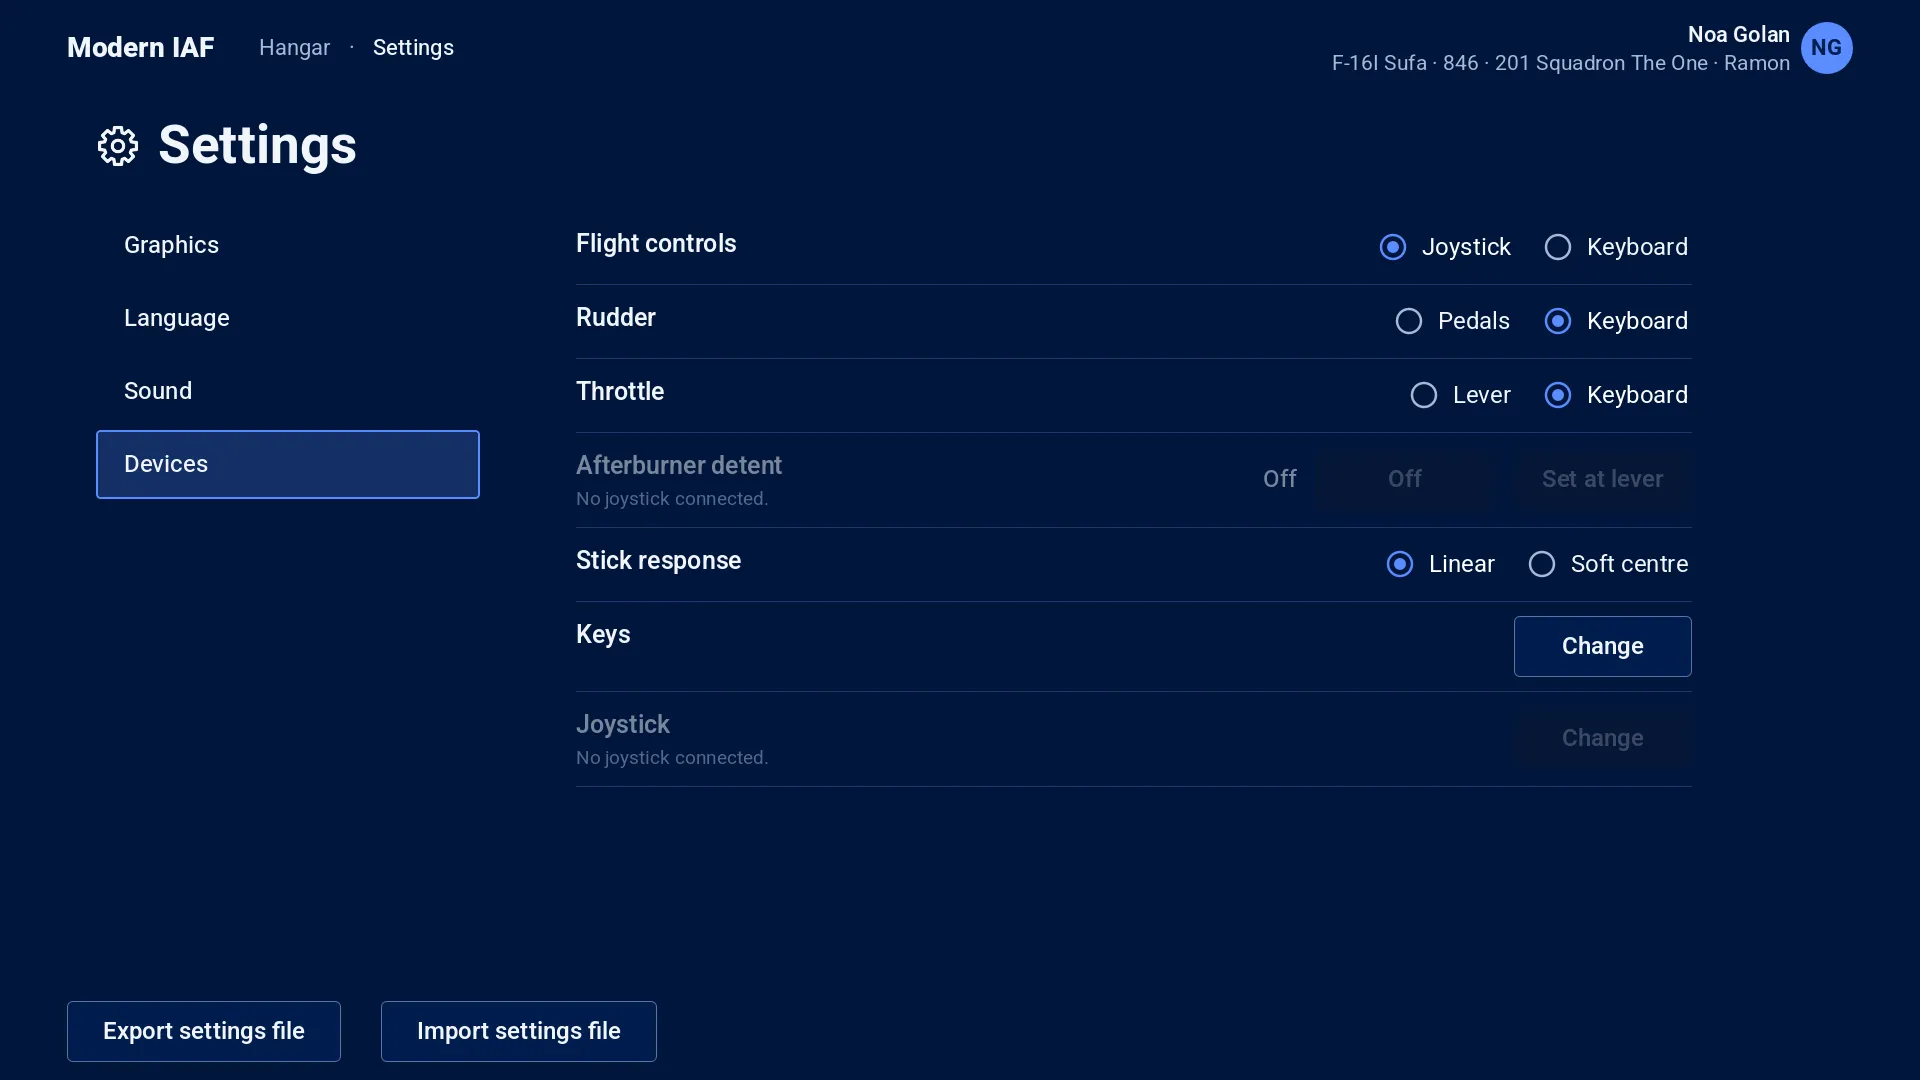 Modern IAF
Hangar · Settings
Noa Golan
F-16I Sufa · 846 · 201 Squadron The One · Ramon
NG
Settings
Graphics
Language
Sound
Devices
Flight controls
Joystick
Keyboard
Rudder
Pedals
Keyboard
Throttle
Lever
Keyboard
Afterburner detent
No joystick connected.
Off
Off
Set at lever
Stick response
Linear
Soft centre
Keys
Change
Joystick
No joystick connected.
Change
Export settings file
Import settings file